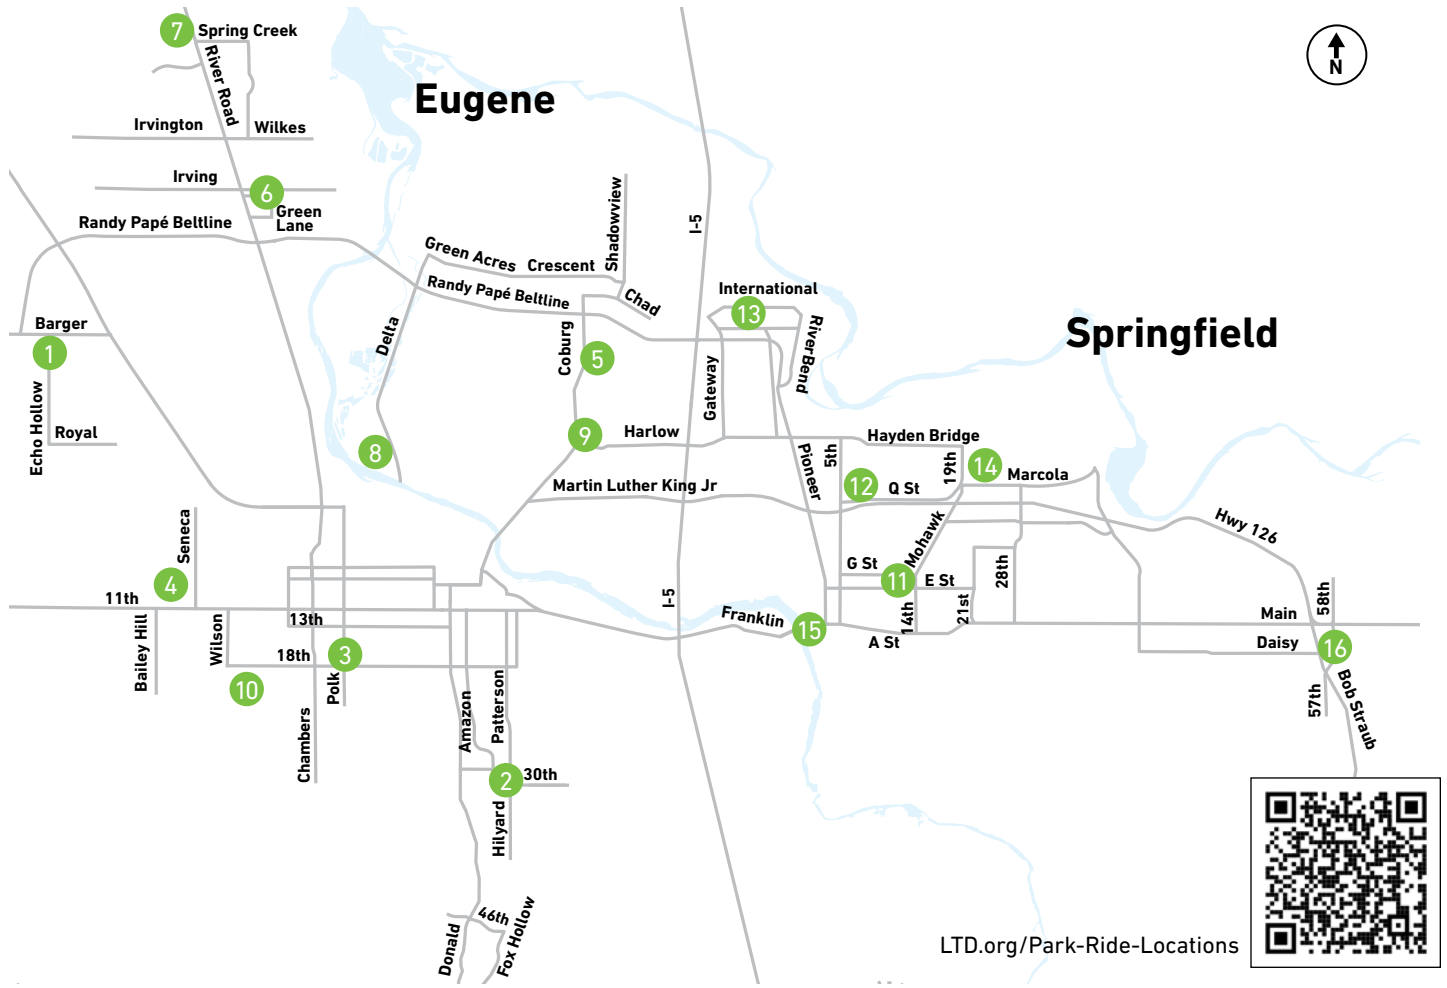 7
Spring Creek
River Road
N
Eugene
Irvington
Wilkes
Irving
6
Green
Lane
Randy Papé Beltline
Shadowview
I-5
Green Acres
Crescent
Randy Papé Beltline
Chad
International
13
RiverBend
Springfield
Barger
1
Delta
Coburg
5
Gateway
Echo Hollow
Royal
8
9
Harlow
Hayden Bridge
Pioneer
5th
19th
14
Marcola
12
Q St
Martin Luther King Jr
Hwy 126
Seneca
Mohawk
4
G St
11
E St
28th
11th
I-5
58th
Bailey Hill
Wilson
13th
Franklin
15
14th
21st
Main
A St
Daisy
16
18th
3
10
Polk
57th
Bob Straub
Chambers
Amazon
Patterson
2
30th
Hilyard
46th
Donald
Fox Hollow
LTD.org/Park-Ride-Locations